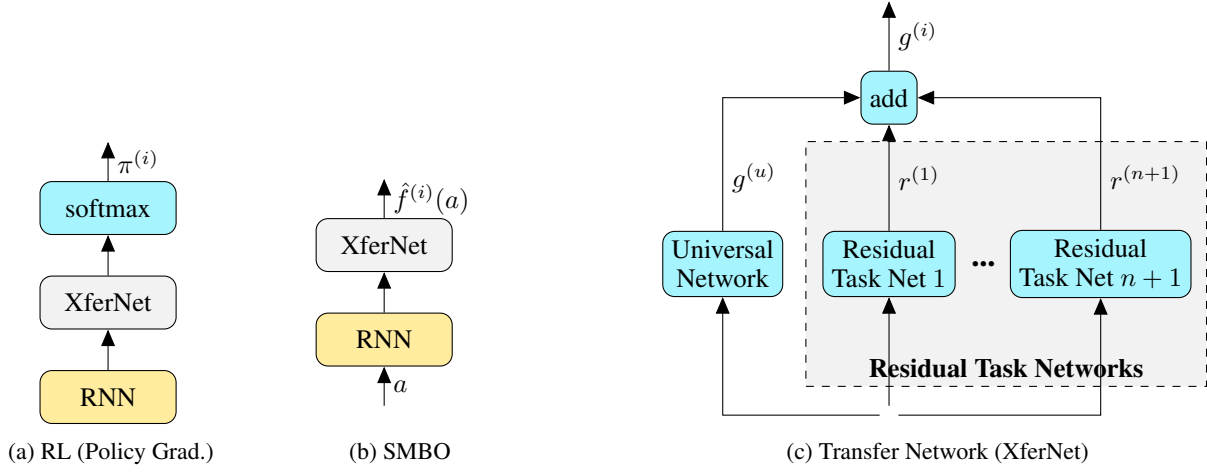 π^(i)
softmax
XferNet
RNN
(a) RL (Policy Grad.)
f̂^(i)(a)
XferNet
RNN
a
(b) SMBO
g^(i)
add
g^(u)
r^(1)
r^(n+1)
Universal
Network
Residual
Task Net 1
...
Residual
Task Net n + 1
Residual Task Networks
(c) Transfer Network (XferNet)